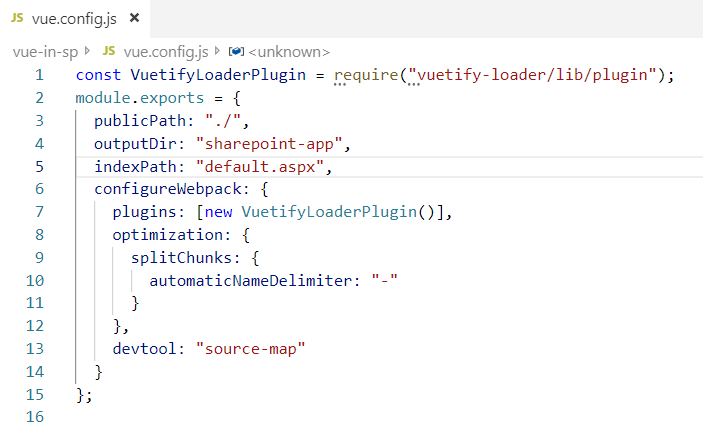 JS vue.config.js ×
vue-in-sp JS vue.config.js <unknown>
1 const VuetifyLoaderPlugin = require("vuetify-loader/lib/plugin");
2 module.exports = {
3   publicPath: "./",
4   outputDir: "sharepoint-app",
5   indexPath: "default.aspx",
6   configureWebpack: {
7     plugins: [new VuetifyLoaderPlugin()],
8     optimization: {
9       splitChunks: {
10         automaticNameDelimiter: "-"
11       }
12     },
13     devtool: "source-map"
14   }
15 };
16